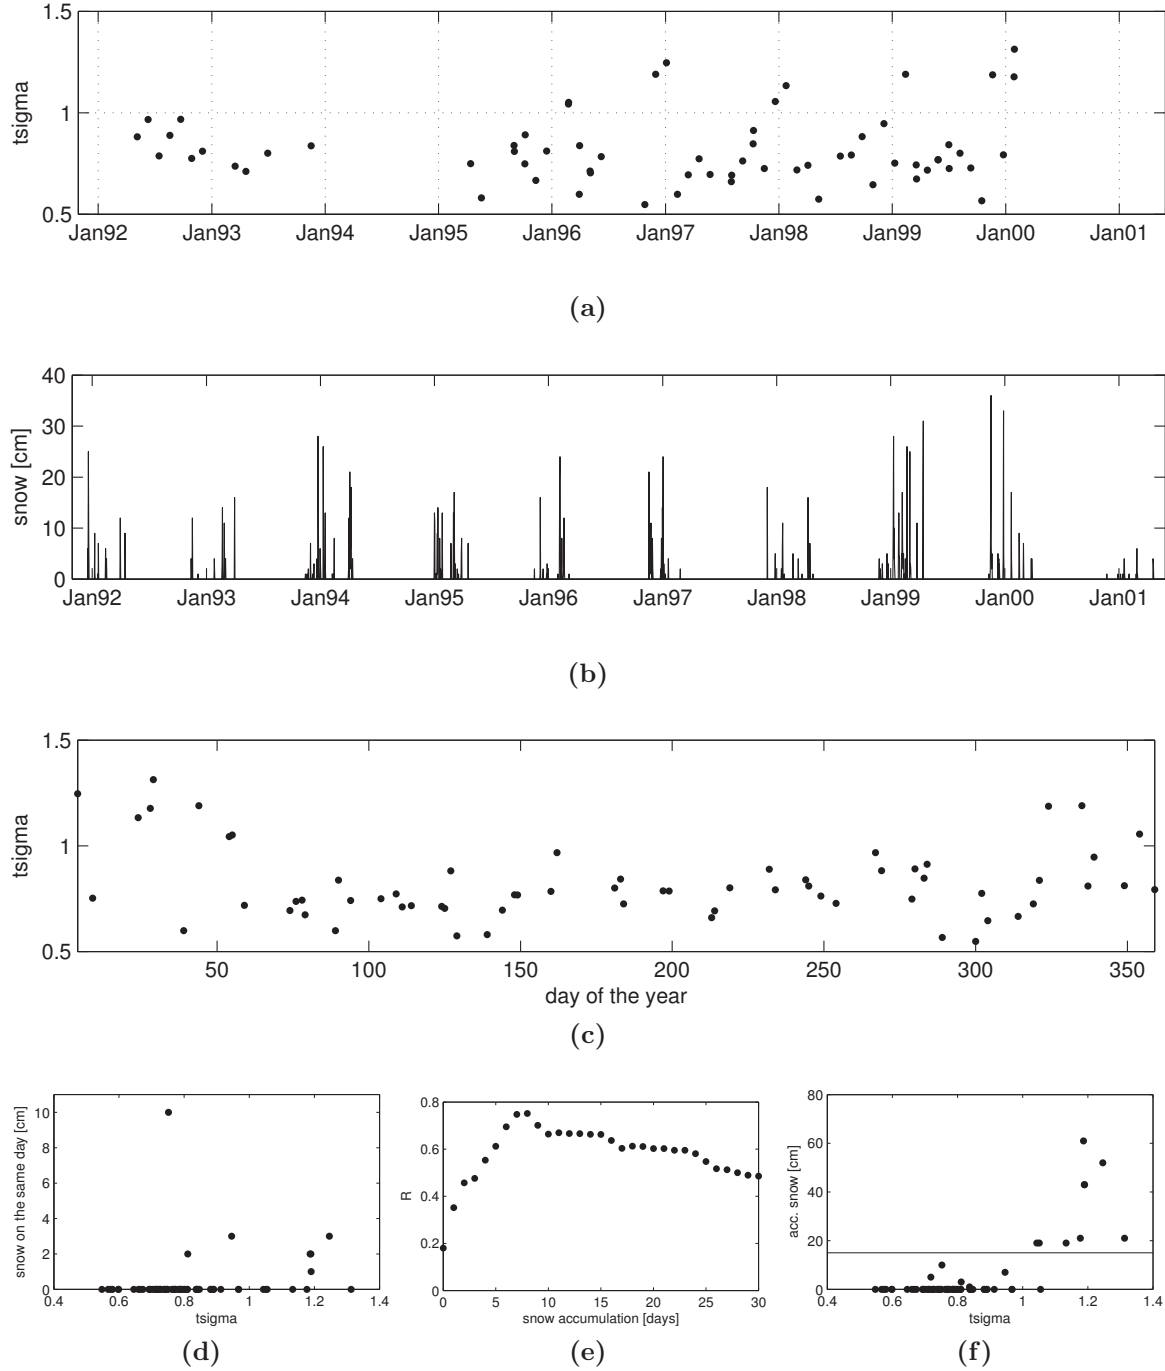 1.5
1
0.5
tsigma
Jan92 Jan93 Jan94 Jan95 Jan96 Jan97 Jan98 Jan99 Jan00 Jan01
(a)
40
30
20
10
0
snow [cm]
Jan92 Jan93 Jan94 Jan95 Jan96 Jan97 Jan98 Jan99 Jan00 Jan01
(b)
1.5
1
0.5
tsigma
50 100 150 200 250 300 350
day of the year
(c)
10
8
6
4
2
0
snow on the same day [cm]
0.4 0.6 0.8 1 1.2 1.4
tsigma
(d)
0.8
0.6
0.4
0.2
0
R
0 5 10 15 20 25 30
snow accumulation [days]
(e)
80
60
40
20
0
acc. snow [cm]
0.4 0.6 0.8 1 1.2 1.4
tsigma
(f)